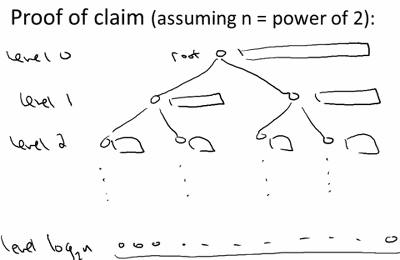 Proof of claim (assuming n = power of 2):
level 0 root
level 1
level 2
level log₂n